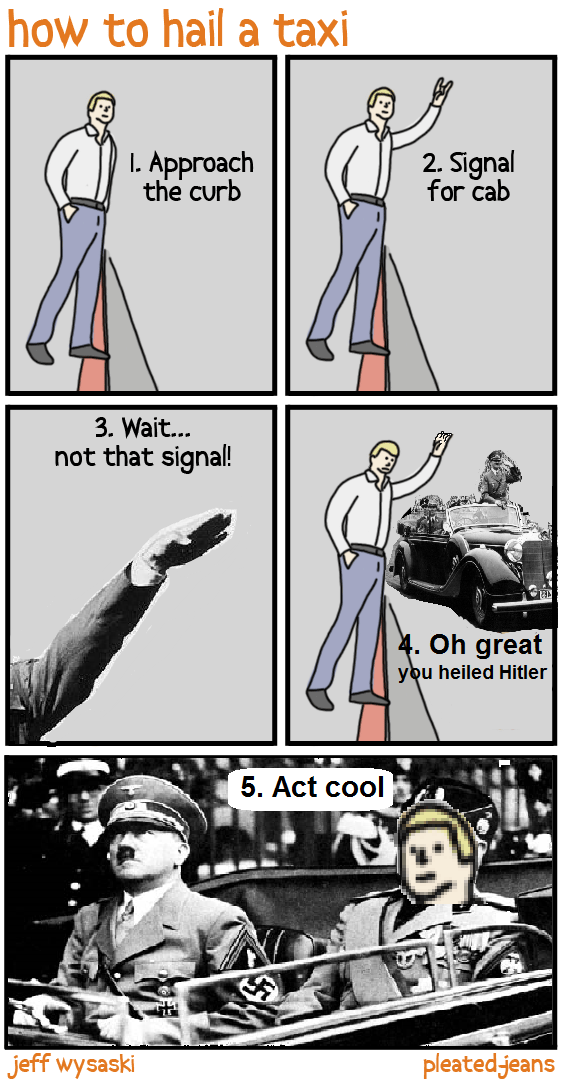 how to hail a taxi
1. Approach
the curb
2. Signal
for cab
3. Wait...
not that signal!
4. Oh great
you heiled Hitler
5. Act cool
jeff wysaski
pleated-jeans